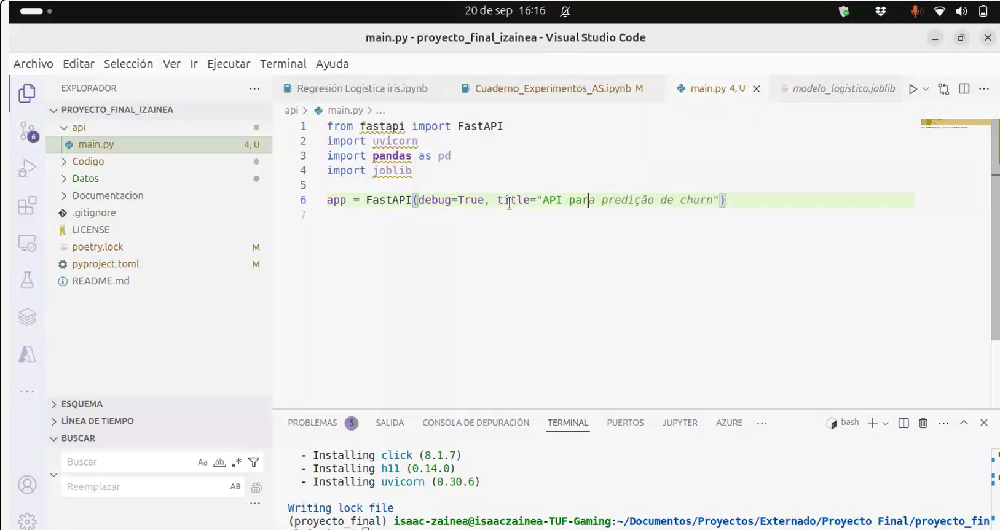 20 de sep 16:16
main.py - proyecto_final_izainea - Visual Studio Code
Archivo Editar Selección Ver Ir Ejecutar Terminal Ayuda
EXPLORADOR
PROYECTO_FINAL_IZAINEA
api
main.py 4, U
Codigo
Datos
Documentacion
.gitignore
LICENSE
poetry.lock M
pyproject.toml M
README.md
6
ESQUEMA
LÍNEA DE TIEMPO
BUSCAR
Buscar Aa ab
Reemplazar AB
Regresión Logistica iris.ipynb Cuaderno_Experimentos_AS.ipynb M main.py 4, U modelo_logistico.joblib
api > main.py > ...
1 from fastapi import FastAPI
2 import uvicorn
3 import pandas as pd
4 import joblib
5
6 app = FastAPI(debug=True, title="API para predição de churn")
7
PROBLEMAS 5 SALIDA CONSOLA DE DEPURACIÓN TERMINAL PUERTOS JUPYTER AZURE bash
- Installing click (8.1.7)
- Installing h11 (0.14.0)
- Installing uvicorn (0.30.6)
Writing lock file
(proyecto_final) isaac-zainea@isaaczainea-TUF-Gaming:~/Documentos/Proyectos/Externado/Proyecto Final/proyecto_fin